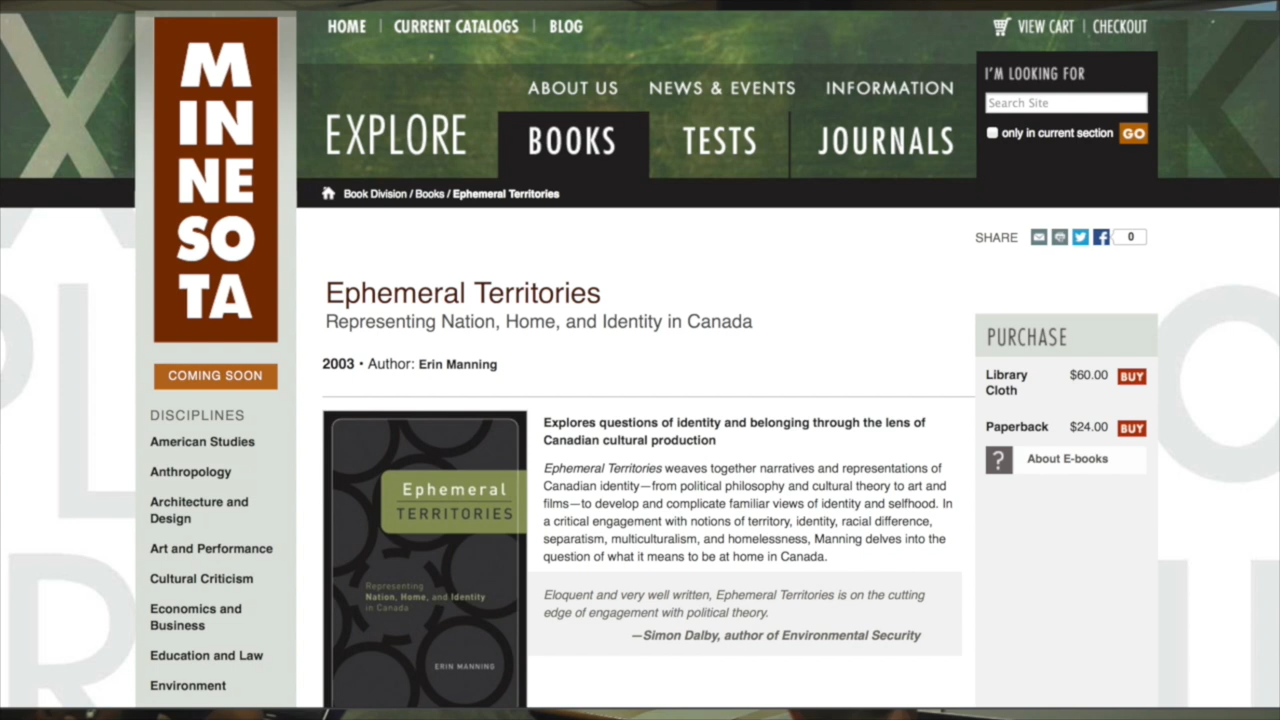 HOME
CURRENT CATALOGS
BLOG
VIEW CART | CHECKOUT
M
IN
NE
SO
TA
ABOUT US
NEWS & EVENTS
INFORMATION
EXPLORE
BOOKS
TESTS
JOURNALS
I'M LOOKING FOR
Search Site
only in current section GO
Book Division / Books / Ephemeral Territories
SHARE
0
Ephemeral Territories
Representing Nation, Home, and Identity in Canada
2003 • Author: Erin Manning
COMING SOON
DISCIPLINES
American Studies
Anthropology
Architecture and
Design
Art and Performance
Cultural Criticism
Economics and
Business
Education and Law
Environment
Ephemeral
TERRITORIES
Representing
Nation, Home, and Identity
in Canada
ERIN MANNING
Explores questions of identity and belonging through the lens of
Canadian cultural production
Ephemeral Territories weaves together narratives and representations of
Canadian identity—from political philosophy and cultural theory to art and
films—to develop and complicate familiar views of identity and selfhood. In
a critical engagement with notions of territory, identity, racial difference,
separatism, multiculturalism, and homelessness, Manning delves into the
question of what it means to be at home in Canada.
Eloquent and very well written, Ephemeral Territories is on the cutting
edge of engagement with political theory.
—Simon Dalby, author of Environmental Security
PURCHASE
Library
Cloth
$60.00 BUY
Paperback $24.00 BUY
? About E-books